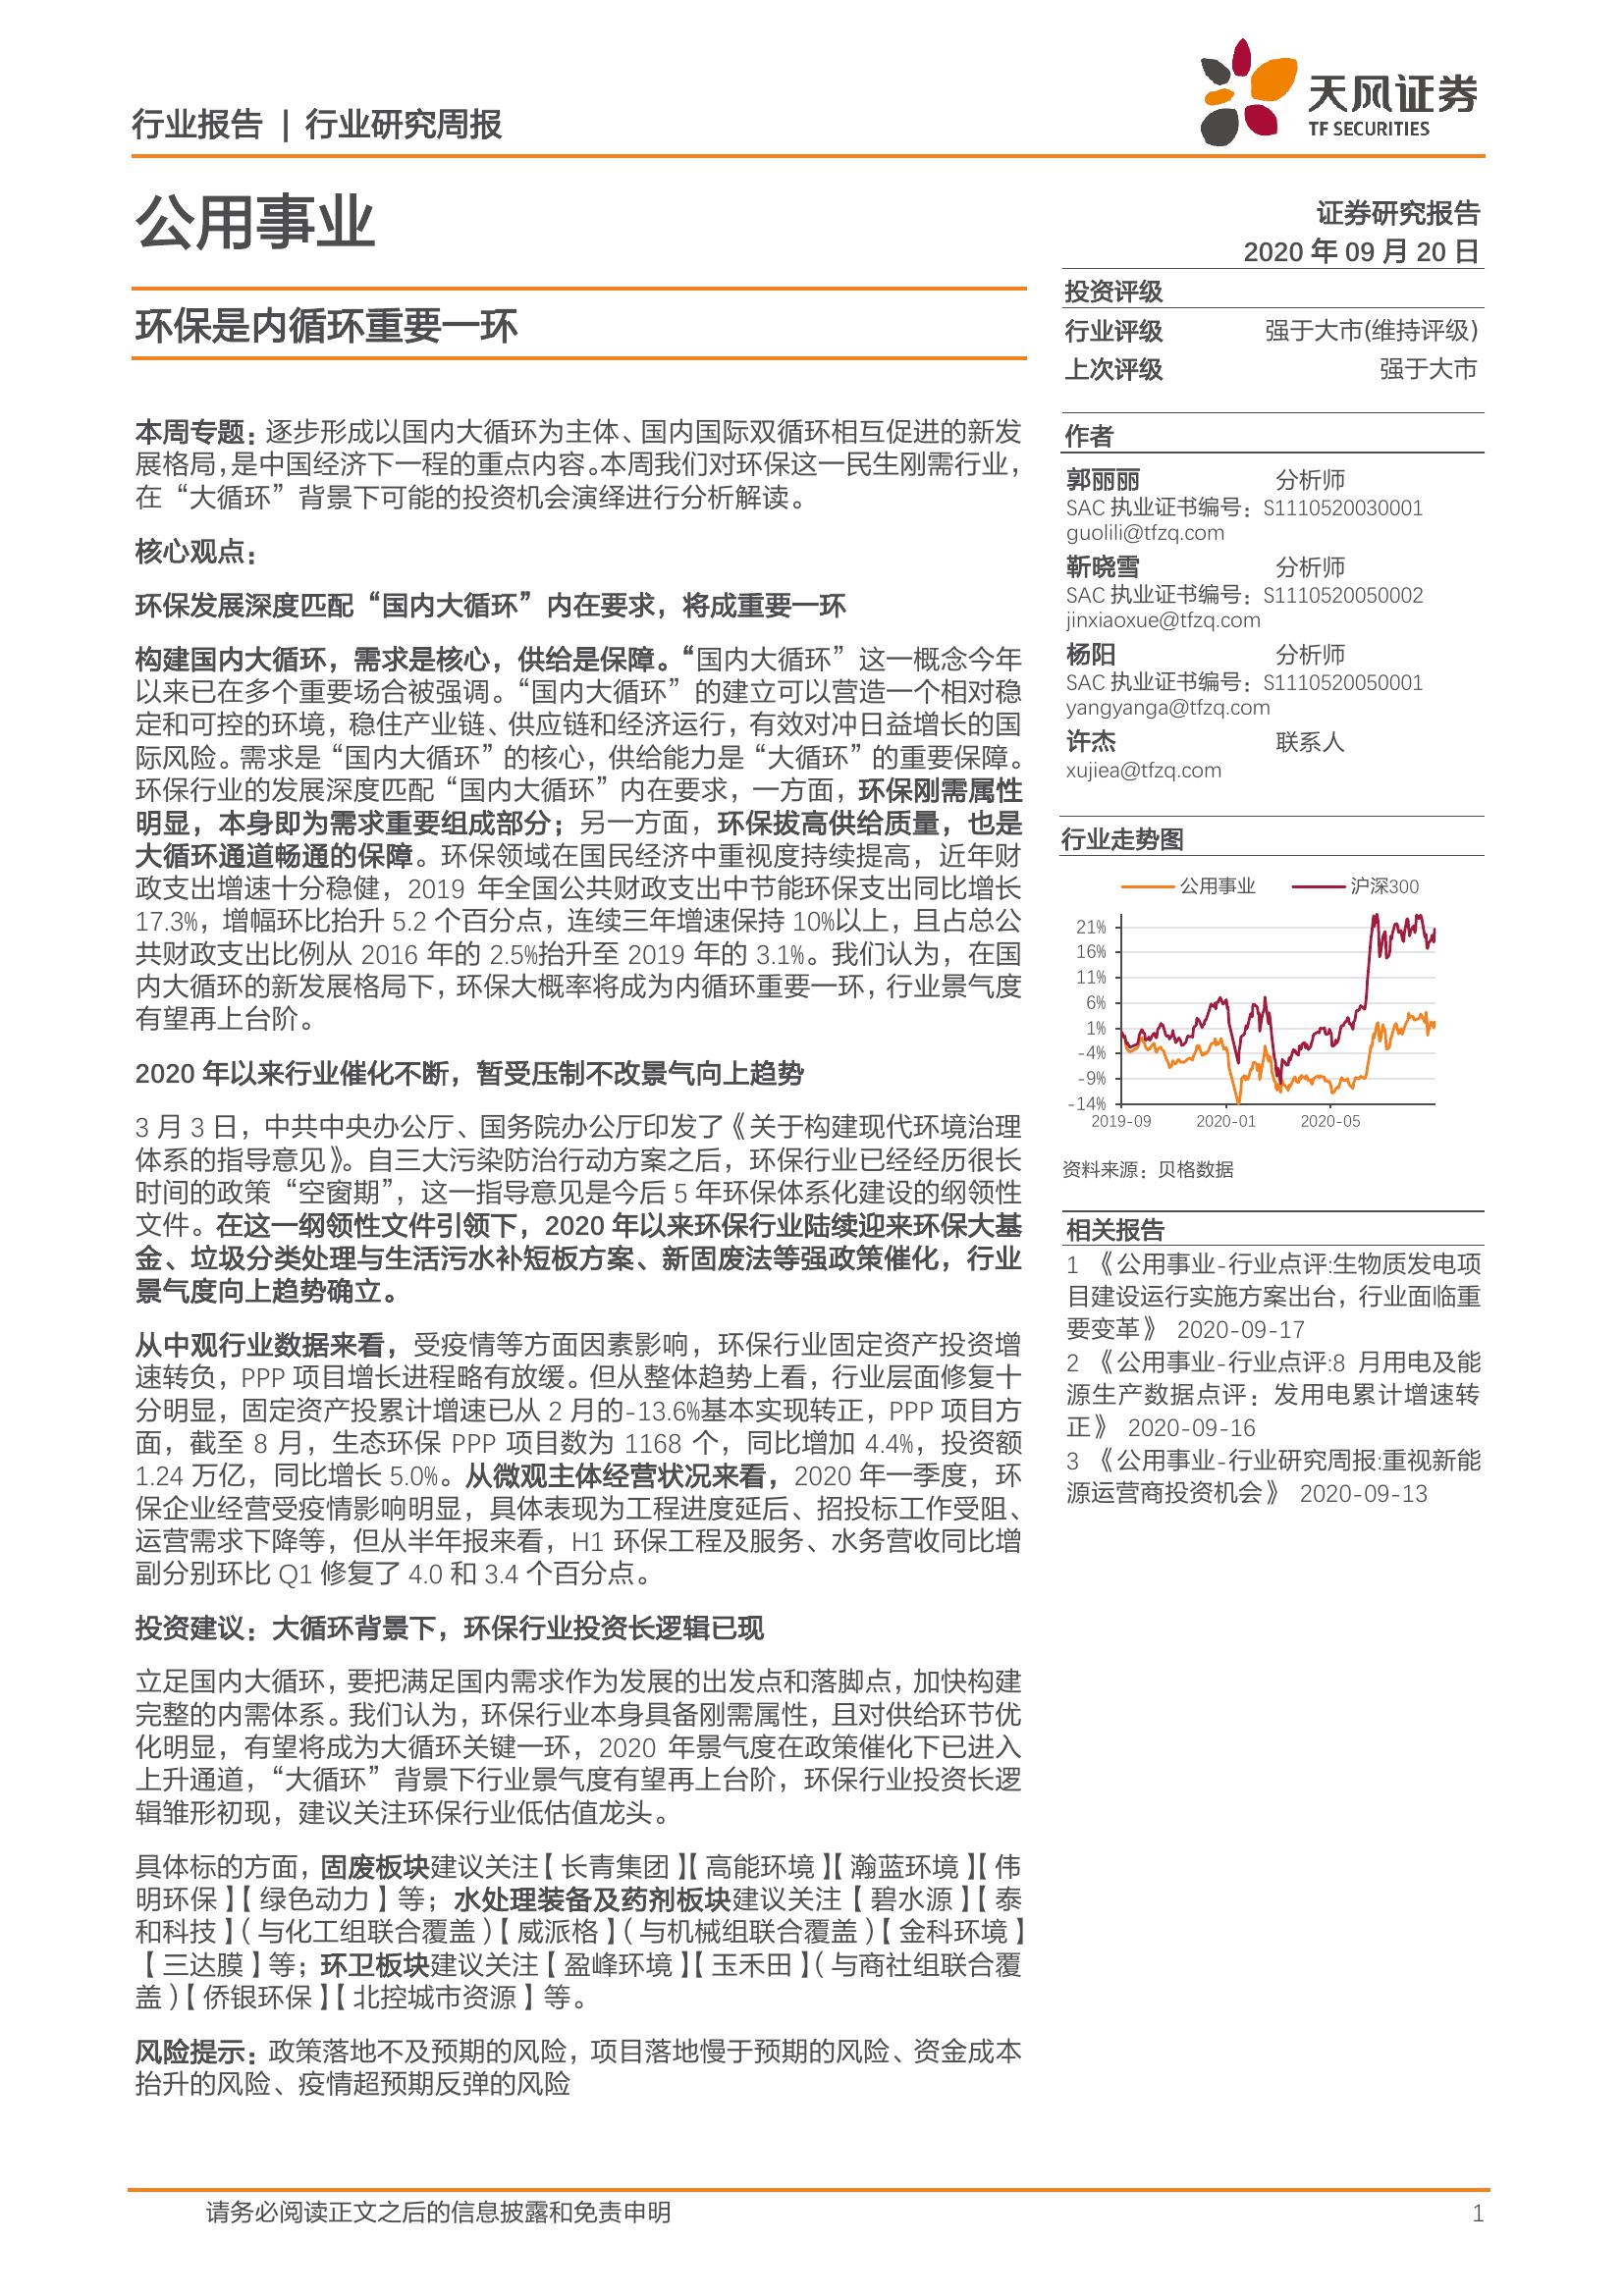 行业报告 | 行业研究周报
天风证券
TF SECURITIES
公用事业
证券研究报告
2020 年 09 月 20 日
环保是内循环重要一环
本周专题：逐步形成以国内大循环为主体、国内国际双循环相互促进的新发
展格局，是中国经济下一程的重点内容。本周我们对环保这一民生刚需行业，
在“大循环”背景下可能的投资机会演绎进行分析解读。
核心观点：
环保发展深度匹配“国内大循环”内在要求，将成重要一环
构建国内大循环，需求是核心，供给是保障。“国内大循环”这一概念今年
以来已在多个重要场合被强调。“国内大循环”的建立可以营造一个相对稳
定和可控的环境，稳住产业链、供应链和经济运行，有效对冲日益增长的国
际风险。需求是“国内大循环”的核心，供给能力是“大循环”的重要保障。
环保行业的发展深度匹配“国内大循环”内在要求，一方面，环保刚需属性
明显，本身即为需求重要组成部分；另一方面，环保拔高供给质量，也是
大循环通道畅通的保障。环保领域在国民经济中重视度持续提高，近年财
政支出增速十分稳健，2019 年全国公共财政支出中节能环保支出同比增长
17.3%，增幅环比抬升 5.2 个百分点，连续三年增速保持 10%以上，且占总公
共财政支出比例从 2016 年的 2.5%抬升至 2019 年的 3.1%。我们认为，在国
内大循环的新发展格局下，环保大概率将成为内循环重要一环，行业景气度
有望再上台阶。
2020 年以来行业催化不断，暂受压制不改景气向上趋势
3 月 3 日，中共中央办公厅、国务院办公厅印发了《关于构建现代环境治理
体系的指导意见》。自三大污染防治行动方案之后，环保行业已经经历很长
时间的政策“空窗期”，这一指导意见是今后 5 年环保体系化建设的纲领性
文件。在这一纲领性文件引领下，2020 年以来环保行业陆续迎来环保大基
金、垃圾分类处理与生活污水补短板方案、新固废法等强政策催化，行业
景气度向上趋势确立。
从中观行业数据来看，受疫情等方面因素影响，环保行业固定资产投资增
速转负，PPP 项目增长进程略有放缓。但从整体趋势上看，行业层面修复十
分明显，固定资产投累计增速已从 2 月的-13.6%基本实现转正，PPP 项目方
面，截至 8 月，生态环保 PPP 项目数为 1168 个，同比增加 4.4%，投资额
1.24 万亿，同比增长 5.0%。从微观主体经营状况来看，2020 年一季度，环
保企业经营受疫情影响明显，具体表现为工程进度延后、招投标工作受阻、
运营需求下降等，但从半年报来看，H1 环保工程及服务、水务营收同比增
副分别环比 Q1 修复了 4.0 和 3.4 个百分点。
投资建议：大循环背景下，环保行业投资长逻辑已现
立足国内大循环，要把满足国内需求作为发展的出发点和落脚点，加快构建
完整的内需体系。我们认为，环保行业本身具备刚需属性，且对供给环节优
化明显，有望将成为大循环关键一环，2020 年景气度在政策催化下已进入
上升通道，“大循环”背景下行业景气度有望再上台阶，环保行业投资长逻
辑雏形初现，建议关注环保行业低估值龙头。
具体标的方面，固废板块建议关注【长青集团】【高能环境】【瀚蓝环境】【伟
明环保】【绿色动力】等；水处理装备及药剂板块建议关注【碧水源】【泰
和科技】（与化工组联合覆盖）【威派格】（与机械组联合覆盖）【金科环境】
【三达膜】等；环卫板块建议关注【盈峰环境】【玉禾田】（与商社组联合覆
盖）【侨银环保】【北控城市资源】等。
风险提示：政策落地不及预期的风险，项目落地慢于预期的风险、资金成本
抬升的风险、疫情超预期反弹的风险
投资评级
行业评级 强于大市(维持评级)
上次评级 强于大市
作者
郭丽丽 分析师
SAC 执业证书编号：S1110520030001
guolili@tfzq.com
靳晓雪 分析师
SAC 执业证书编号：S1110520050002
jinxiaoxue@tfzq.com
杨阳 分析师
SAC 执业证书编号：S1110520050001
yangyanga@tfzq.com
许杰 联系人
xujiea@tfzq.com
行业走势图
公用事业 沪深300
21%
16%
11%
6%
1%
-4%
-9%
-14%
2019-09 2020-01 2020-05
资料来源：贝格数据
相关报告
1 《公用事业-行业点评:生物质发电项
目建设运行实施方案出台，行业面临重
要变革》 2020-09-17
2 《公用事业-行业点评:8 月用电及能
源生产数据点评：发用电累计增速转
正》 2020-09-16
3 《公用事业-行业研究周报:重视新能
源运营商投资机会》 2020-09-13
请务必阅读正文之后的信息披露和免责申明 1